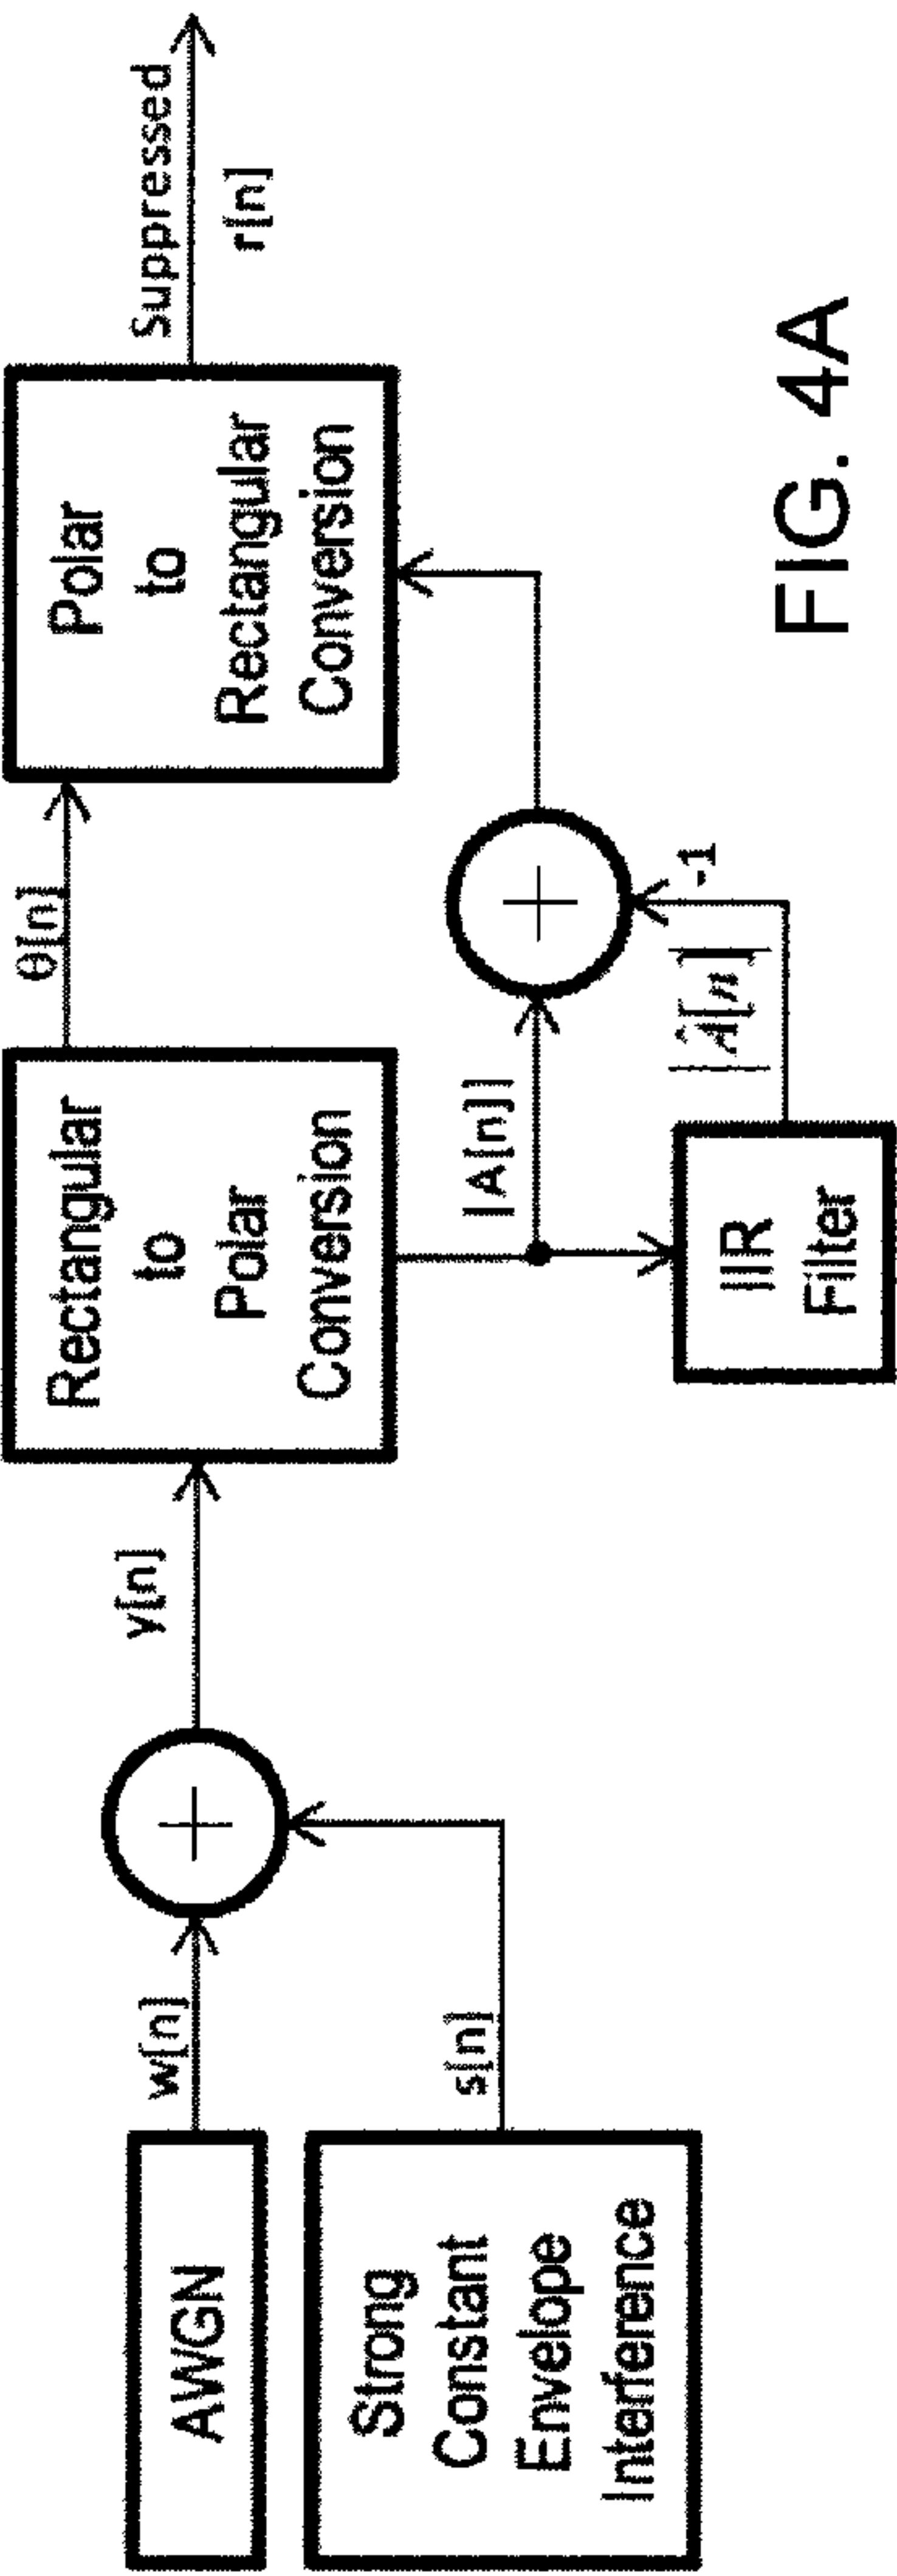 AWGN
w[n]
Strong
Constant
Envelope
Interference
s[n]
+
y[n]
Rectangular
to
Polar
Conversion
θ[n]
|A[n]|
IIR
Filter
|Â[n]|
-1
+
Polar
to
Rectangular
Conversion
Suppressed
r[n]
FIG. 4A